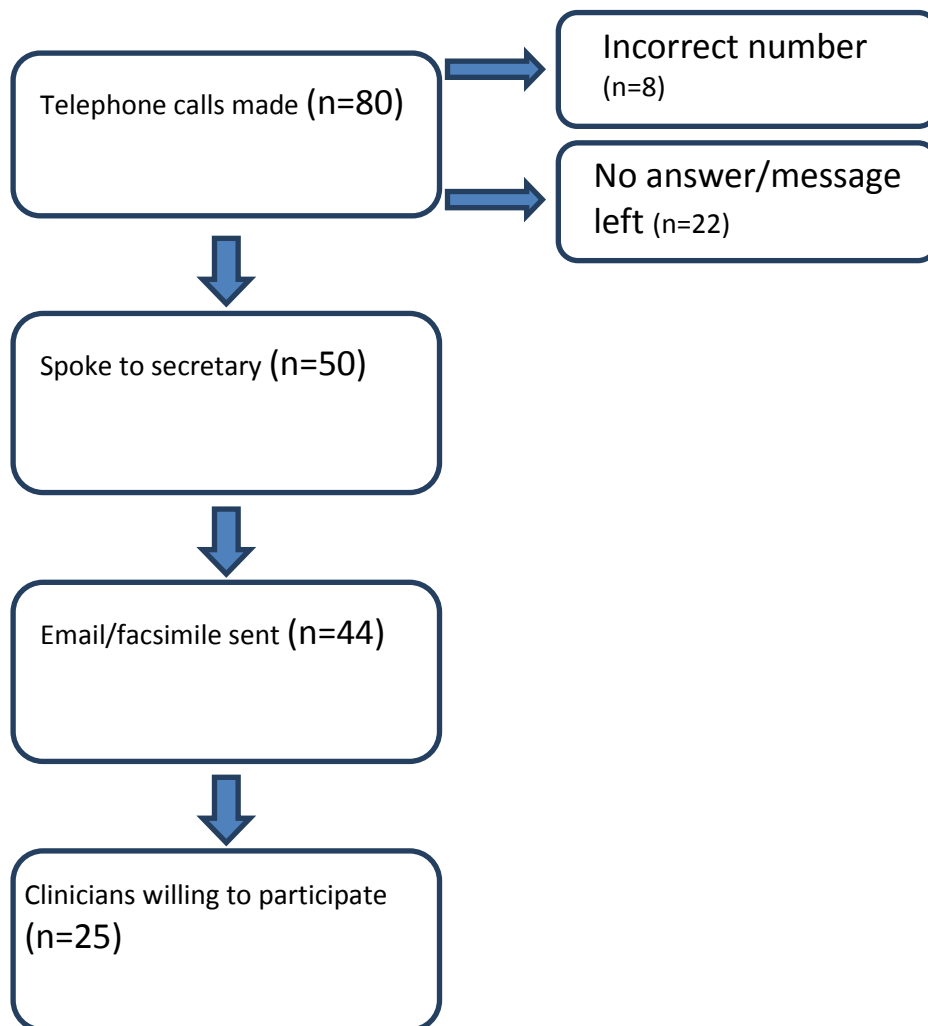 Telephone calls made (n=80)
Incorrect number
(n=8)
No answer/message
left (n=22)
Spoke to secretary (n=50)
Email/facsimile sent (n=44)
Clinicians willing to participate
(n=25)